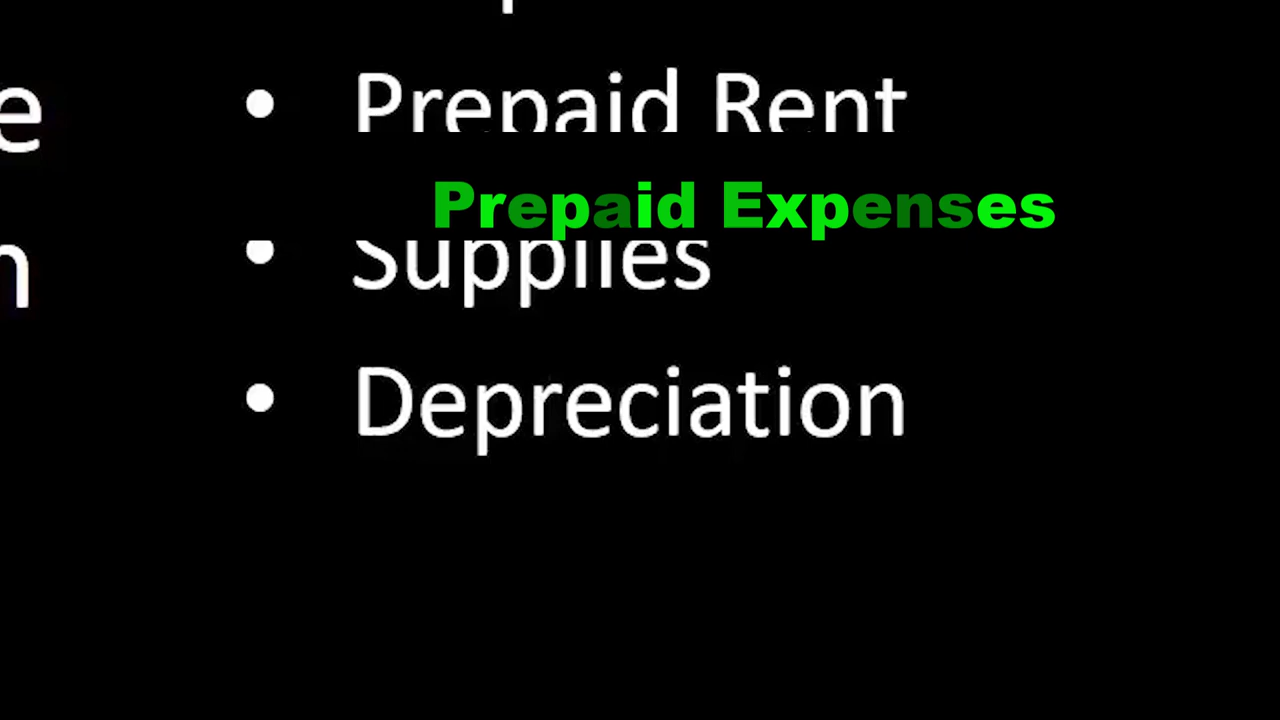 • Prepaid Rent
Prepaid Expenses
• Supplies
• Depreciation